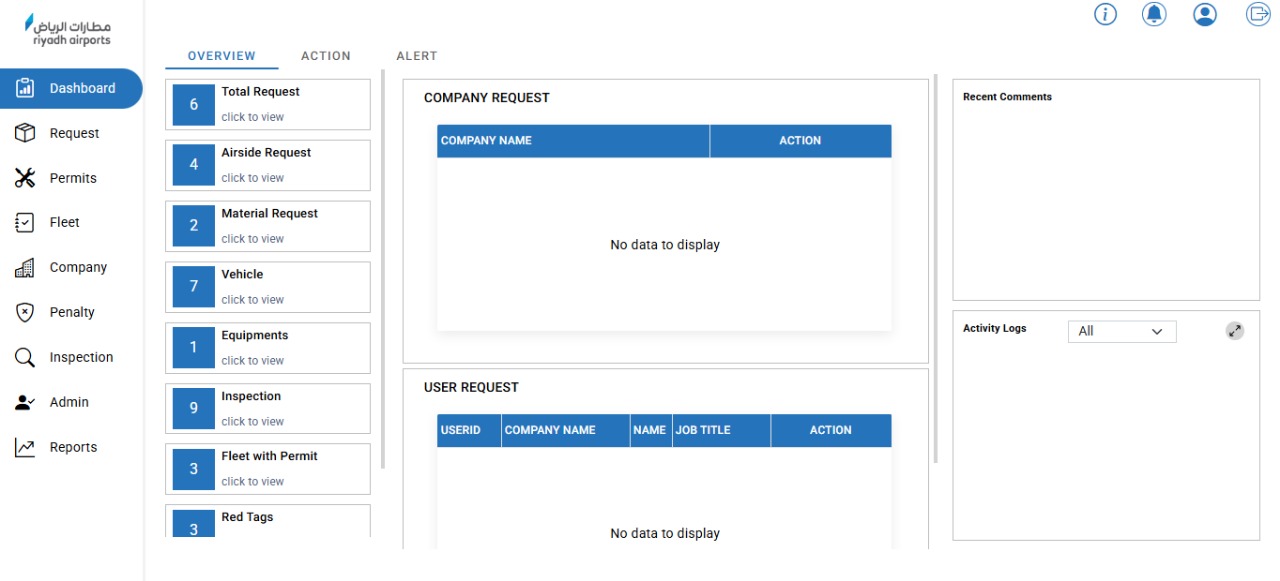 مطارات الرياض
riyadh airports
Dashboard
Request
Permits
Fleet
Company
Penalty
Inspection
Admin
Reports
OVERVIEW ACTION ALERT
6 Total Request
click to view
4 Airside Request
click to view
2 Material Request
click to view
7 Vehicle
click to view
1 Equipments
click to view
9 Inspection
click to view
3 Fleet with Permit
click to view
3 Red Tags
COMPANY REQUEST
COMPANY NAME ACTION
No data to display
USER REQUEST
USERID COMPANY NAME NAME JOB TITLE ACTION
No data to display
Recent Comments
Activity Logs All